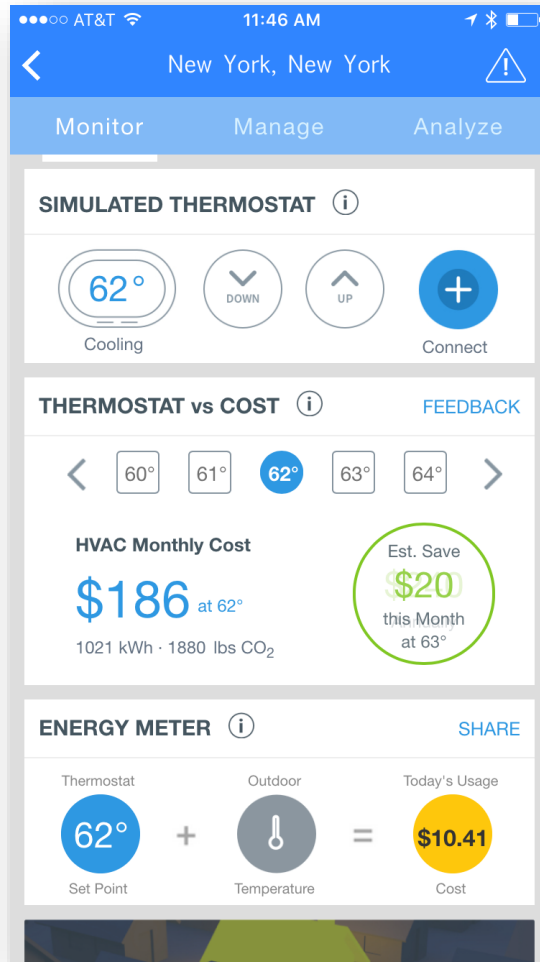 AT&T
11:46 AM
New York, New York
Monitor
Manage
Analyze
SIMULATED THERMOSTAT
62°
DOWN
UP
Cooling
Connect
THERMOSTAT vs COST
FEEDBACK
60°
61°
62°
63°
64°
HVAC Monthly Cost
$186 at 62°
1021 kWh · 1880 lbs CO2
Est. Save
$20
this Month
at 63°
ENERGY METER
SHARE
Thermostat
Outdoor
Today's Usage
62°
+
=
$10.41
Set Point
Temperature
Cost